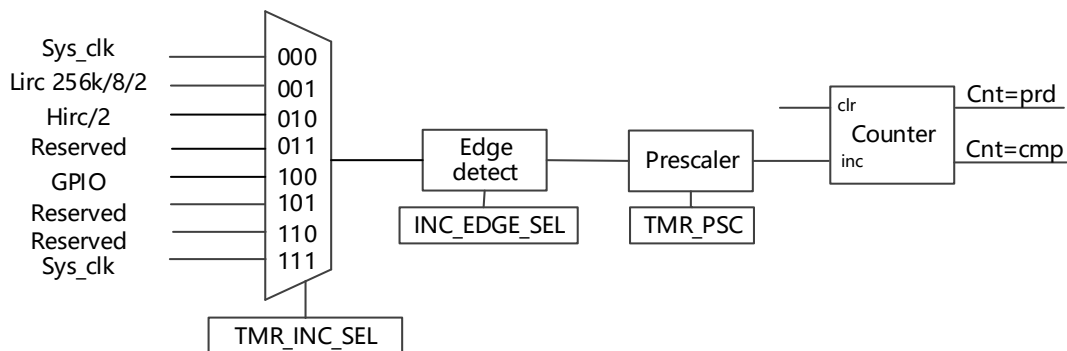 Sys_clk
Lirc 256k/8/2
Hirc/2
Reserved
GPIO
Reserved
Reserved
Sys_clk
000
001
010
011
100
101
110
111
TMR_INC_SEL
Edge
detect
INC_EDGE_SEL
Prescaler
TMR_PSC
clr
Counter
inc
Cnt=prd
Cnt=cmp